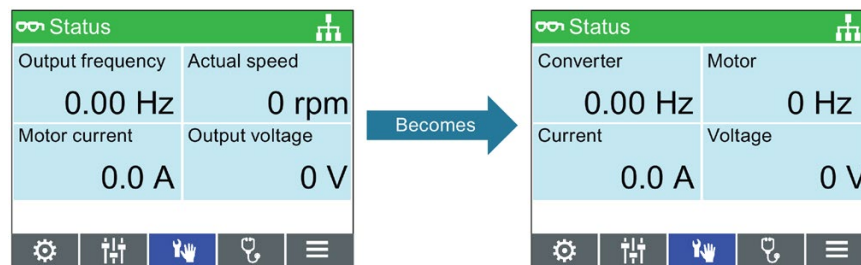 Status
Output frequency Actual speed
0.00 Hz 0 rpm
Motor current Output voltage
0.0 A 0 V
Becomes
Status
Converter Motor
0.00 Hz 0 Hz
Current Voltage
0.0 A 0 V